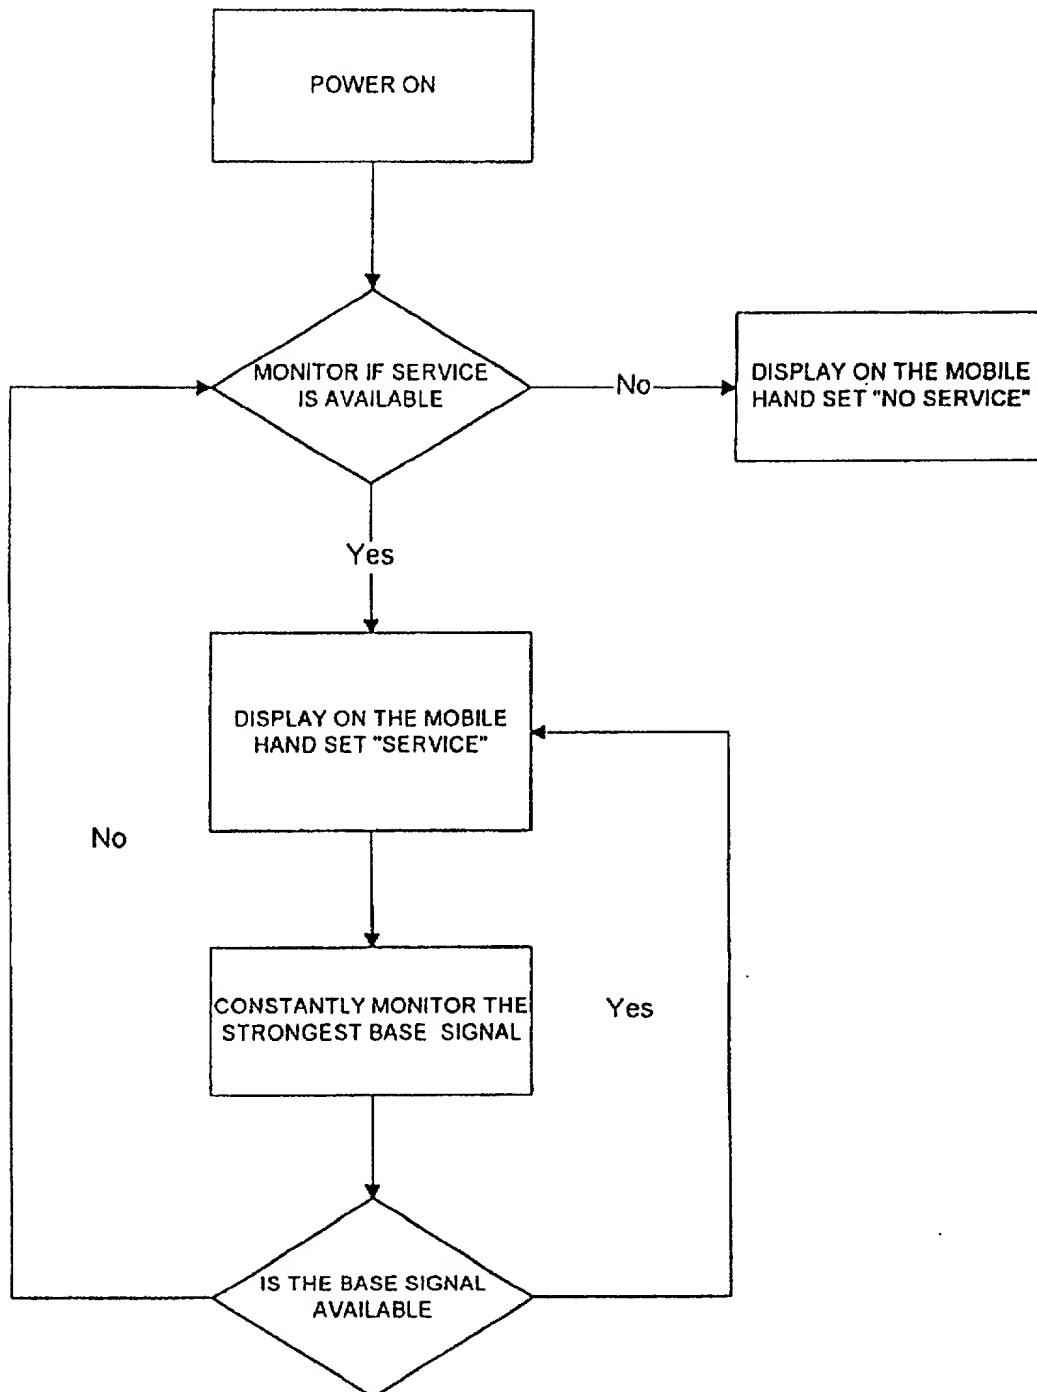 POWER ON
MONITOR IF SERVICE
IS AVAILABLE
No
DISPLAY ON THE MOBILE
HAND SET "NO SERVICE"
Yes
DISPLAY ON THE MOBILE
HAND SET "SERVICE"
No
CONSTANTLY MONITOR THE
STRONGEST BASE SIGNAL
Yes
IS THE BASE SIGNAL
AVAILABLE